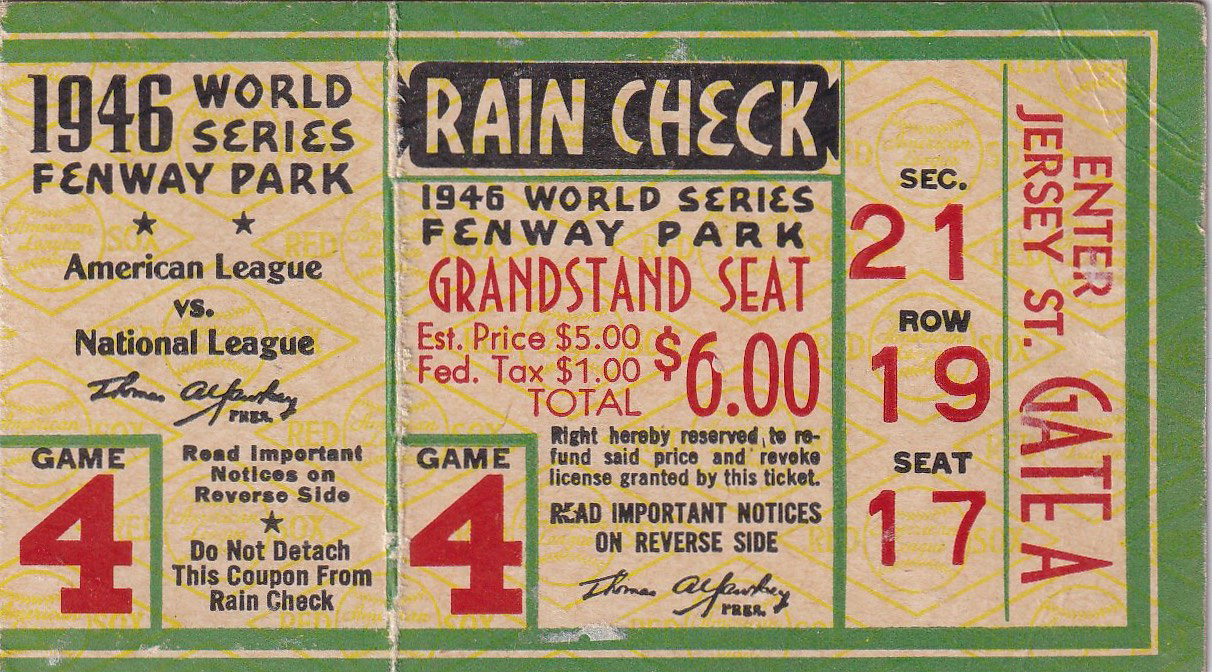 1946 WORLD
SERIES
FENWAY PARK
American League
vs.
National League
Thomas A Yawkey
PRES.
GAME
4
Read Important
Notices on
Reverse Side
Do Not Detach
This Coupon From
Rain Check
RAIN CHECK
1946 WORLD SERIES
FENWAY PARK
GRANDSTAND SEAT
Est. Price $5.00
Fed. Tax $1.00
TOTAL
$6.00
GAME
4
Right hereby reserved to re-
fund said price and revoke
license granted by this ticket.
READ IMPORTANT NOTICES
ON REVERSE SIDE
Thomas A Yawkey
PRES.
SEC.
21
ROW
19
SEAT
17
ENTER
JERSEY ST. GATE A